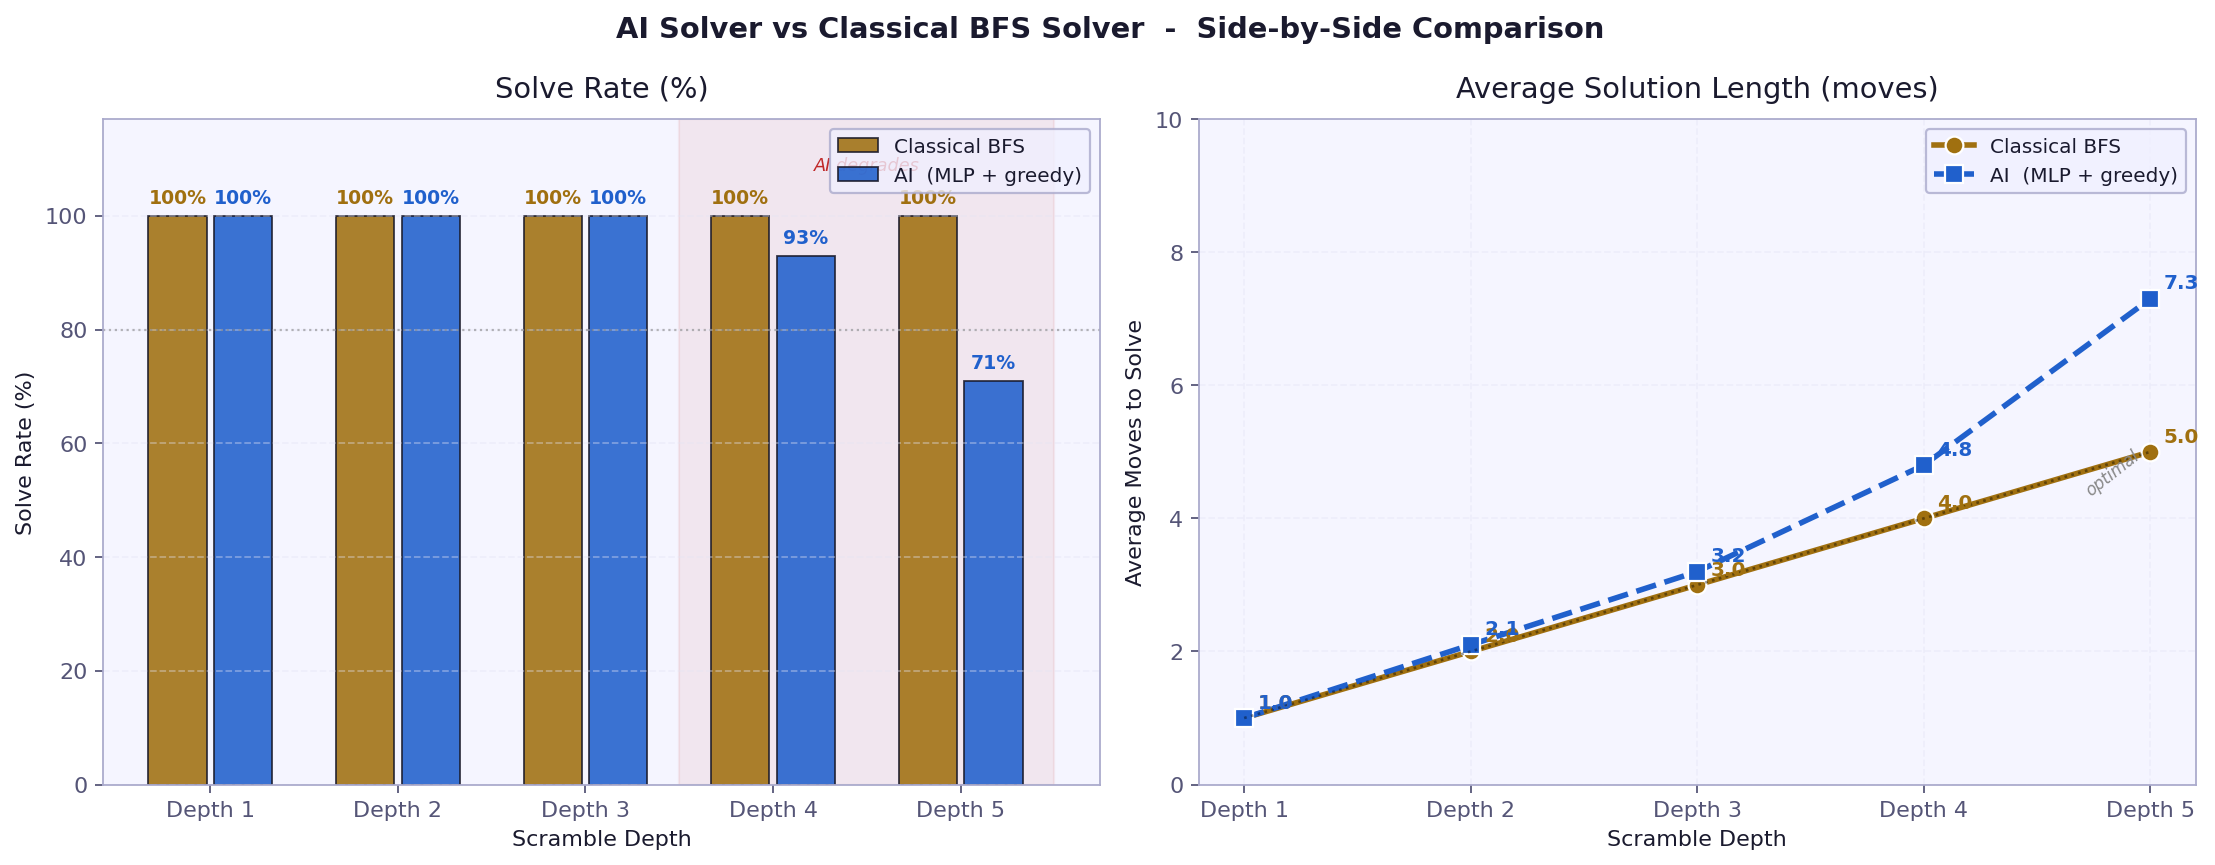 AI Solver vs Classical BFS Solver - Side-by-Side Comparison
Solve Rate (%)
Classical BFS
AI (MLP + greedy)
AI degrades
100% 100% 100% 100% 100% 100% 100% 93% 100% 71%
Solve Rate (%)
100
80
60
40
20
0
Depth 1 Depth 2 Depth 3 Depth 4 Depth 5
Scramble Depth
Average Solution Length (moves)
Classical BFS
AI (MLP + greedy)
Average Moves to Solve
10
8
6
4
2
0
7.3
5.0
optimal
4.8
4.0
3.2
3.0
2.1
1.0
Depth 1 Depth 2 Depth 3 Depth 4 Depth 5
Scramble Depth